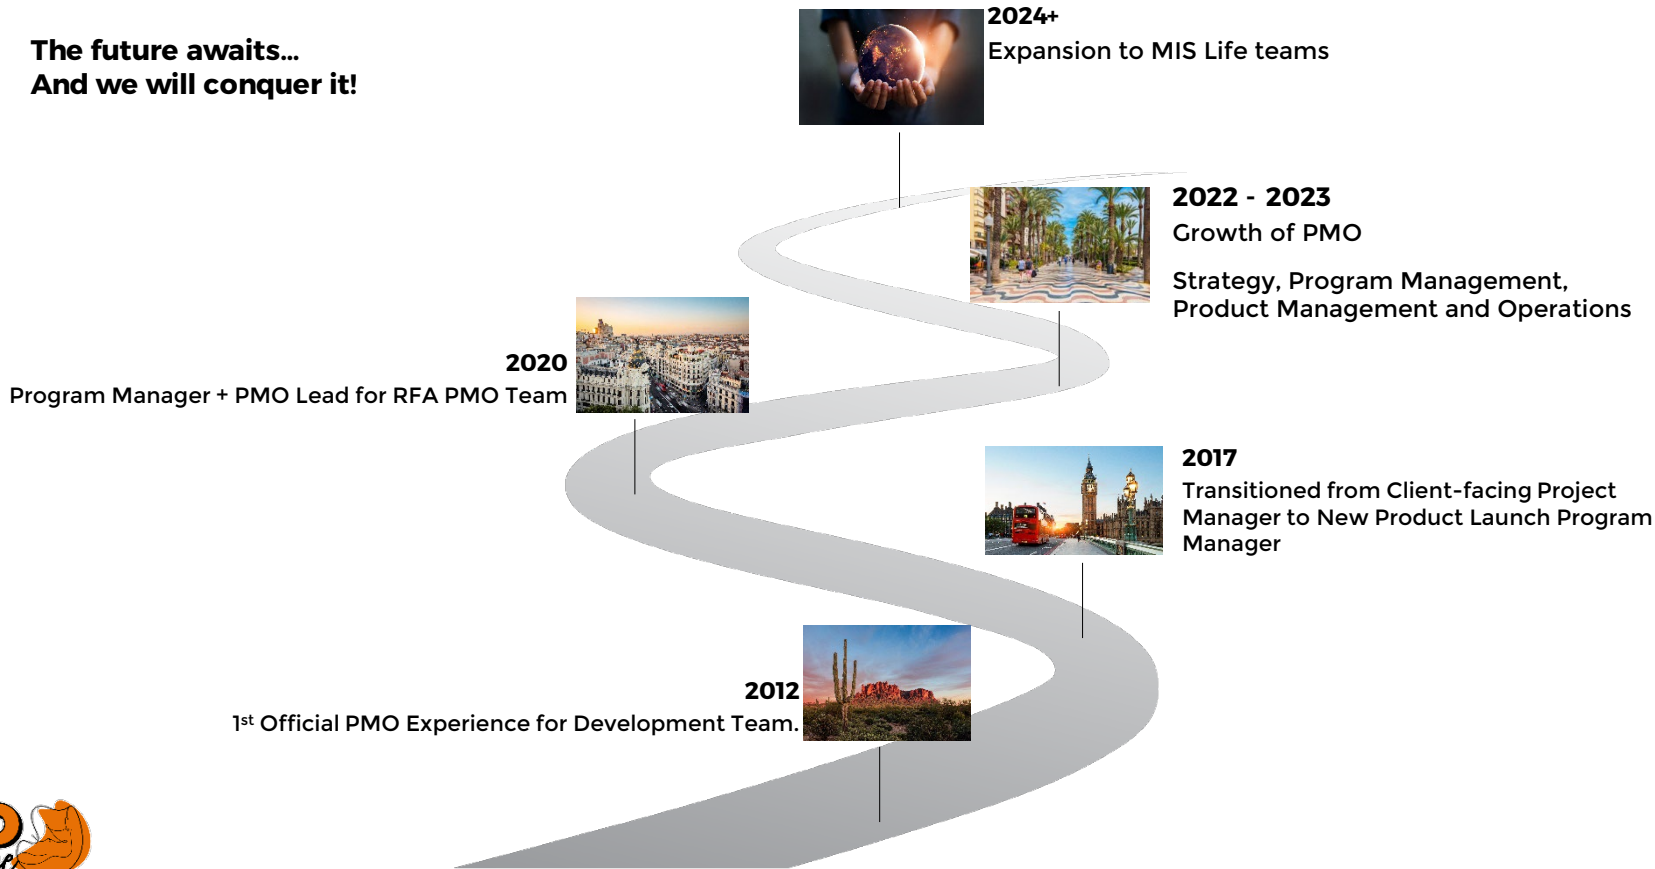 The future awaits...
And we will conquer it!
2024+
Expansion to MIS Life teams
2022 - 2023
Growth of PMO
Strategy, Program Management,
Product Management and Operations
2020
Program Manager + PMO Lead for RFA PMO Team
2017
Transitioned from Client-facing Project
Manager to New Product Launch Program
Manager
2012
1st Official PMO Experience for Development Team.